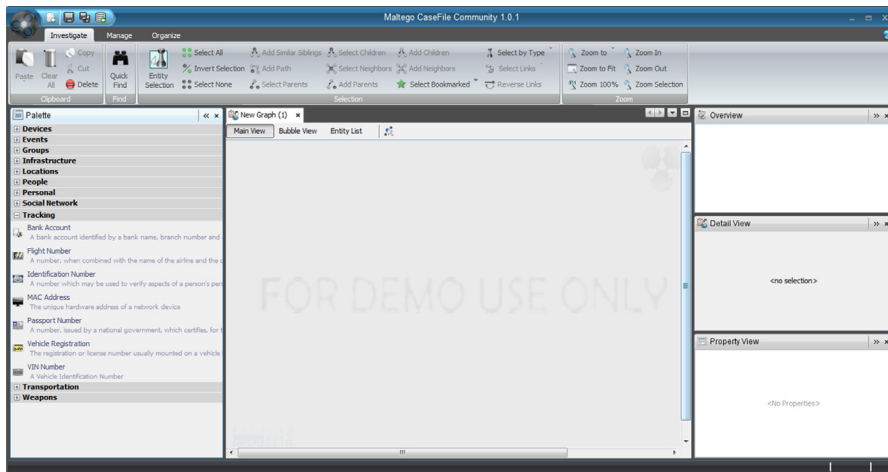 Maltego CaseFile Community 1.0.1
Investigate Manage Organize
Copy Select All Add Similar Siblings Select Children Add Children Select by Type Zoom to Zoom In
Cut Invert Selection Add Path Select Neighbors Add Neighbors Select Links Zoom to Fit Zoom Out
Paste Clear All Delete Quick Find Entity Selection Select None Select Parents Add Parents Select Bookmarked Reverse Links Zoom 100% Zoom Selection
Clipboard Find Selection Zoom
Palette
Devices
Events
Groups
Infrastructure
Locations
People
Personal
Social Network
Tracking
Bank Account
A bank account identified by a bank name, branch number and
Flight Number
A number, when combined with the name of the airline and the
Identification Number
A number which may be used to verify aspects of a person's per
MAC Address
The unique hardware address of a network device
Passport Number
A number, issued by a national government, which certifies, for
Vehicle Registration
The registration or license number usually mounted on a vehicle
VIN Number
A Vehicle Identification Number
Transportation
Weapons
New Graph (1)
Main View Bubble View Entity List
FOR DEMO USE ONLY
Overview
Detail View
<no selection>
Property View
<No Properties>